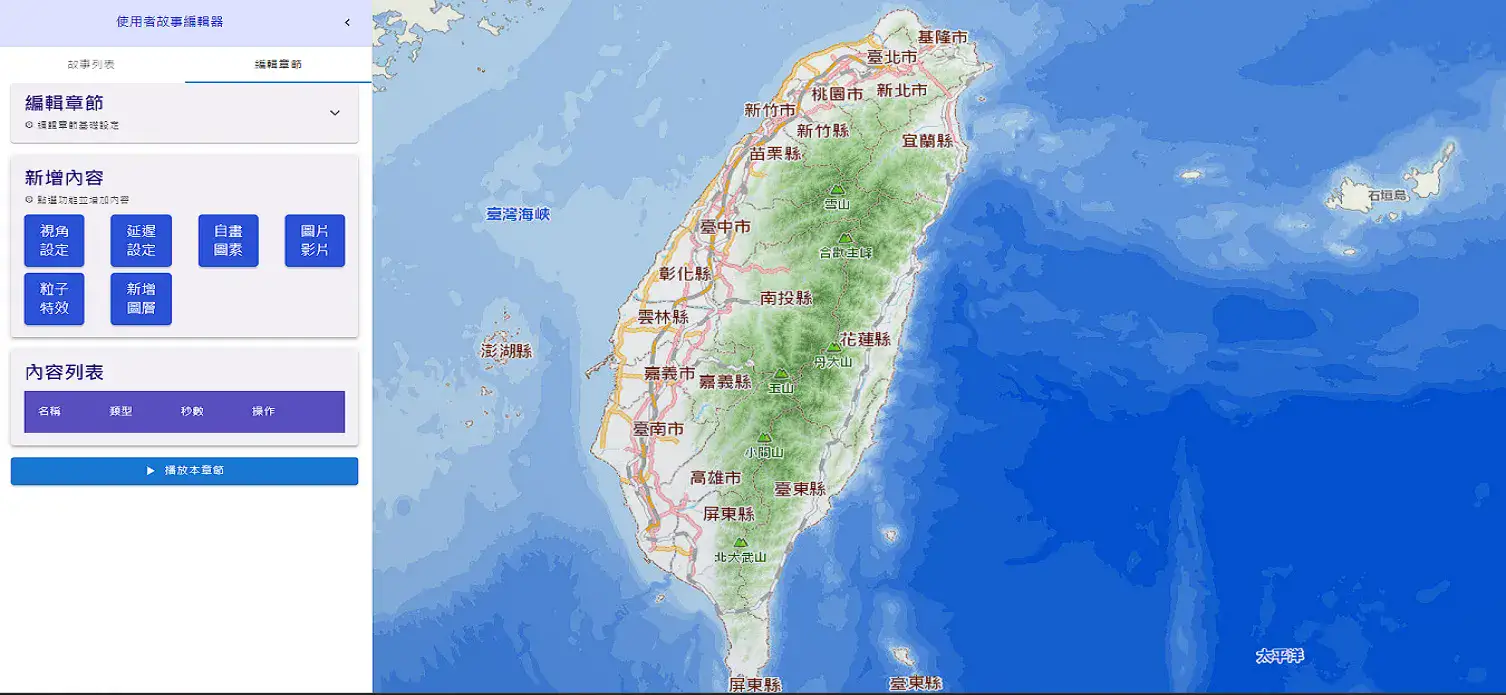 使用者故事編輯器
故事列表 編輯章節
編輯章節
編輯章節基礎設定
新增內容
點選功能並增加內容
視角
設定
延遲
設定
自畫
圖素
圖片
影片
粒子
特效
新增
圖層
內容列表
名稱 類型 秒數 操作
播放本章節
基隆市
臺北市
新北市
桃園市
新竹市
新竹縣
宜蘭縣
苗栗縣
雪山
石垣島
臺灣海峽
臺中市
合歡主峰
彰化縣
南投縣
雲林縣
花蓮縣
澎湖縣
丹大山
嘉義市
嘉義縣
玉山
臺南市
小關山
高雄市
臺東縣
屏東縣
北大武山
太平洋
屏東縣
臺東縣